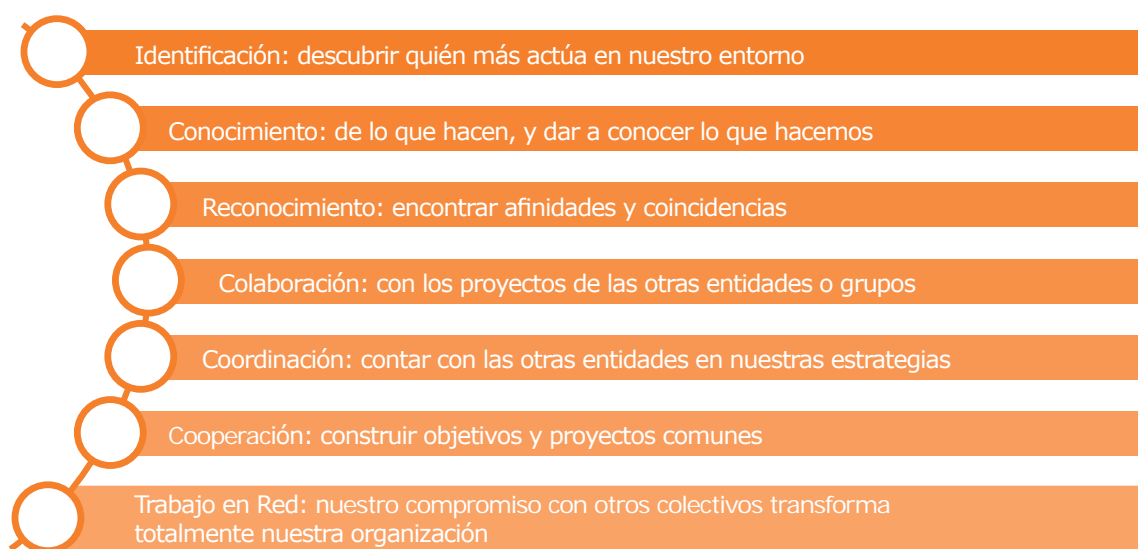 Identificación: descubrir quién más actúa en nuestro entorno
Conocimiento: de lo que hacen, y dar a conocer lo que hacemos
Reconocimiento: encontrar afinidades y coincidencias
Colaboración: con los proyectos de las otras entidades o grupos
Coordinación: contar con las otras entidades en nuestras estrategias
Cooperación: construir objetivos y proyectos comunes
Trabajo en Red: nuestro compromiso con otros colectivos transforma
totalmente nuestra organización